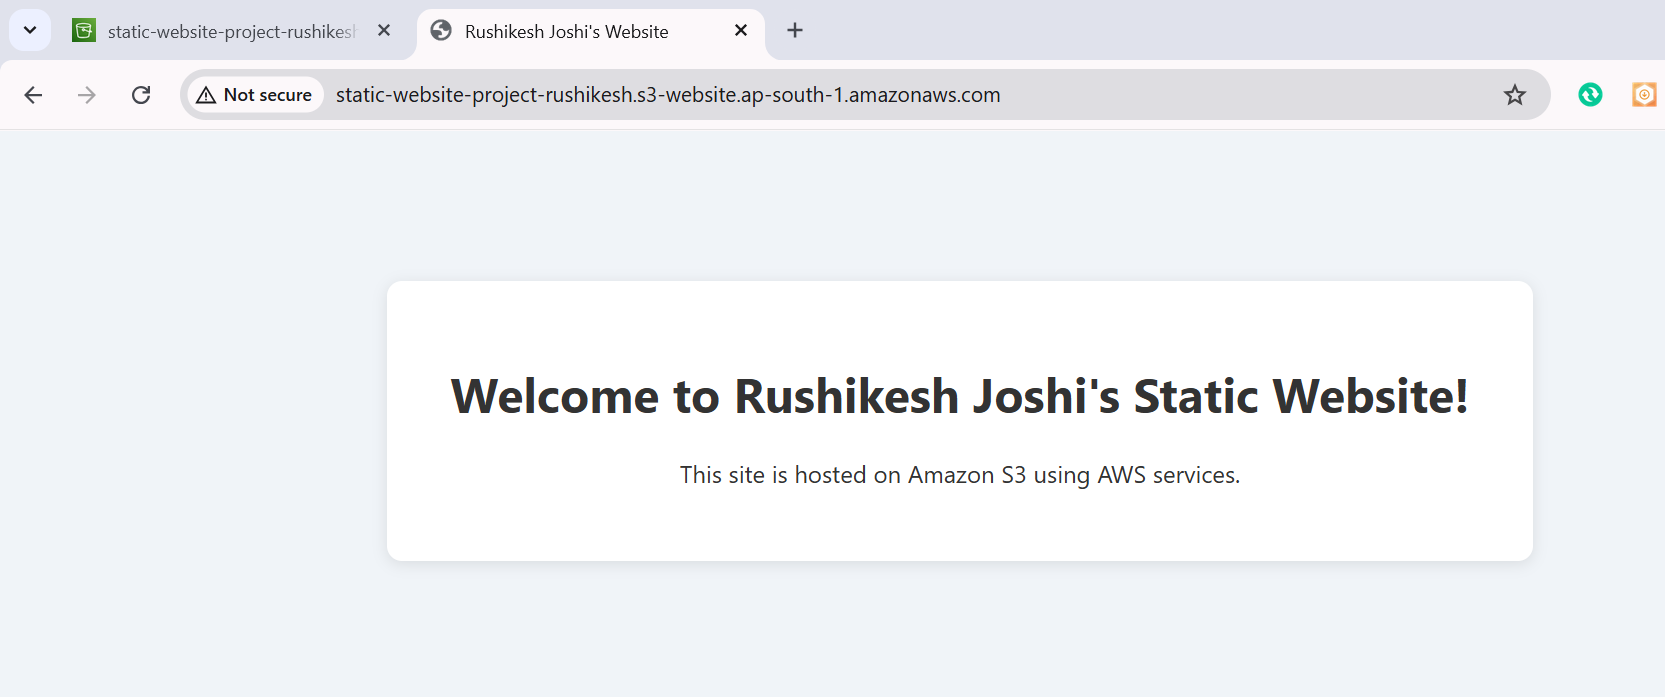 static-website-project-rushikesh
Rushikesh Joshi's Website
Not secure
static-website-project-rushikesh.s3-website.ap-south-1.amazonaws.com
Welcome to Rushikesh Joshi's Static Website!
This site is hosted on Amazon S3 using AWS services.